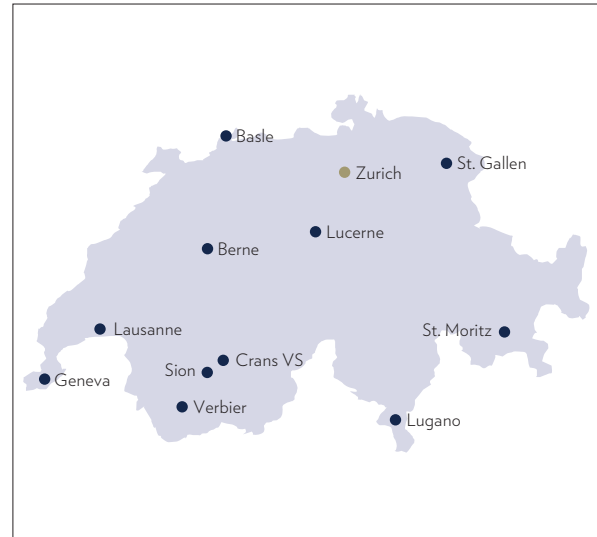 Basle
St. Gallen
Zurich
Lucerne
Berne
Lausanne
St. Moritz
Crans VS
Sion
Geneva
Verbier
Lugano